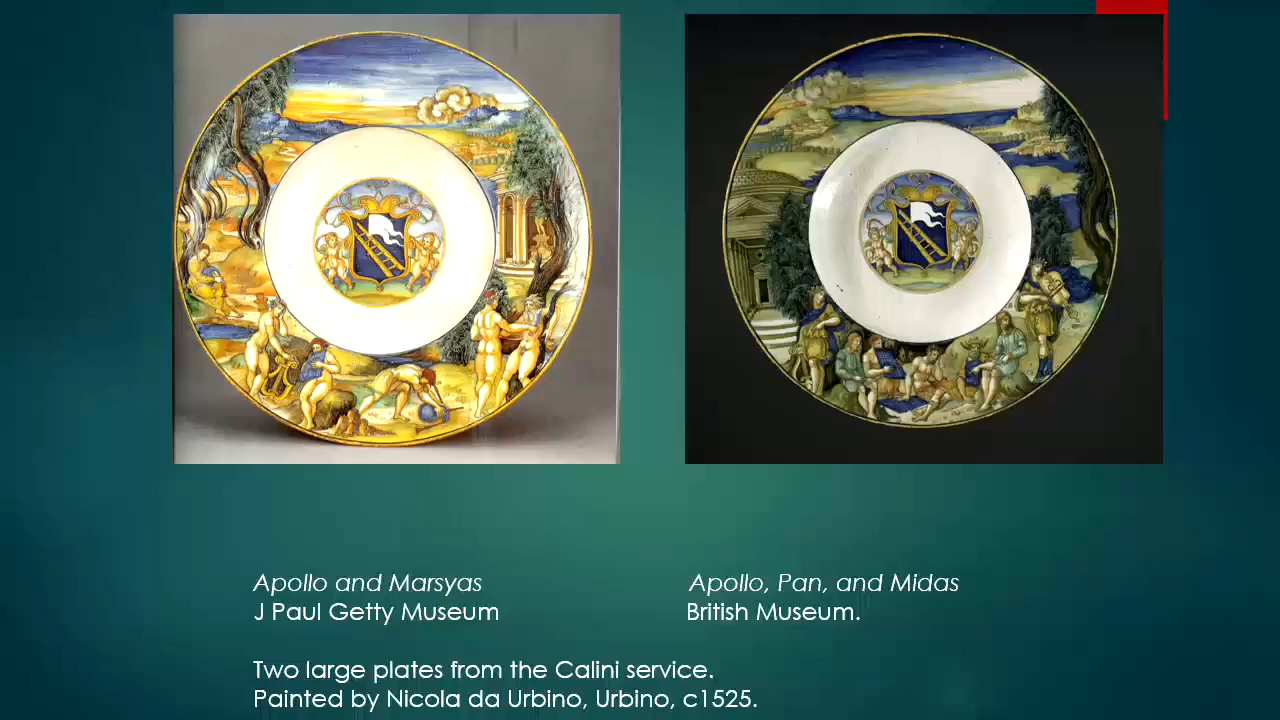 Apollo and Marsyas
J Paul Getty Museum
Apollo, Pan, and Midas
British Museum.
Two large plates from the Calini service.
Painted by Nicola da Urbino, Urbino, c1525.